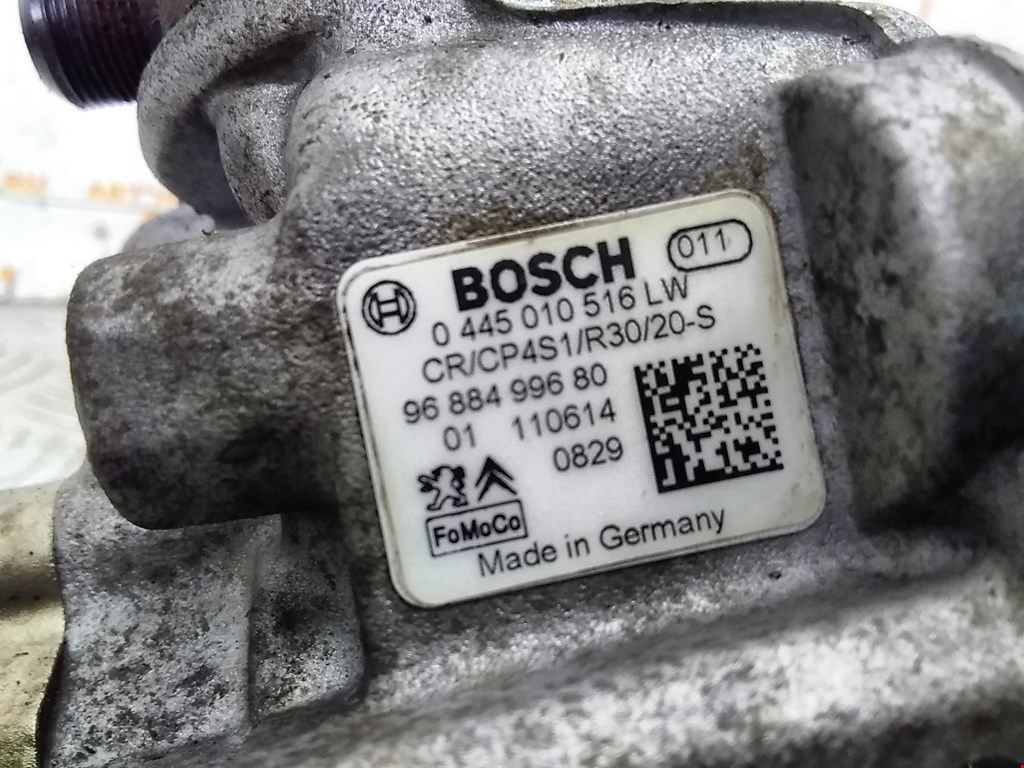 BOSCH 011
0 445 010 516 LW
CR/CP4S1/R30/20-S
96 884 996 80
01 110614
0829
FoMoCo
Made in Germany